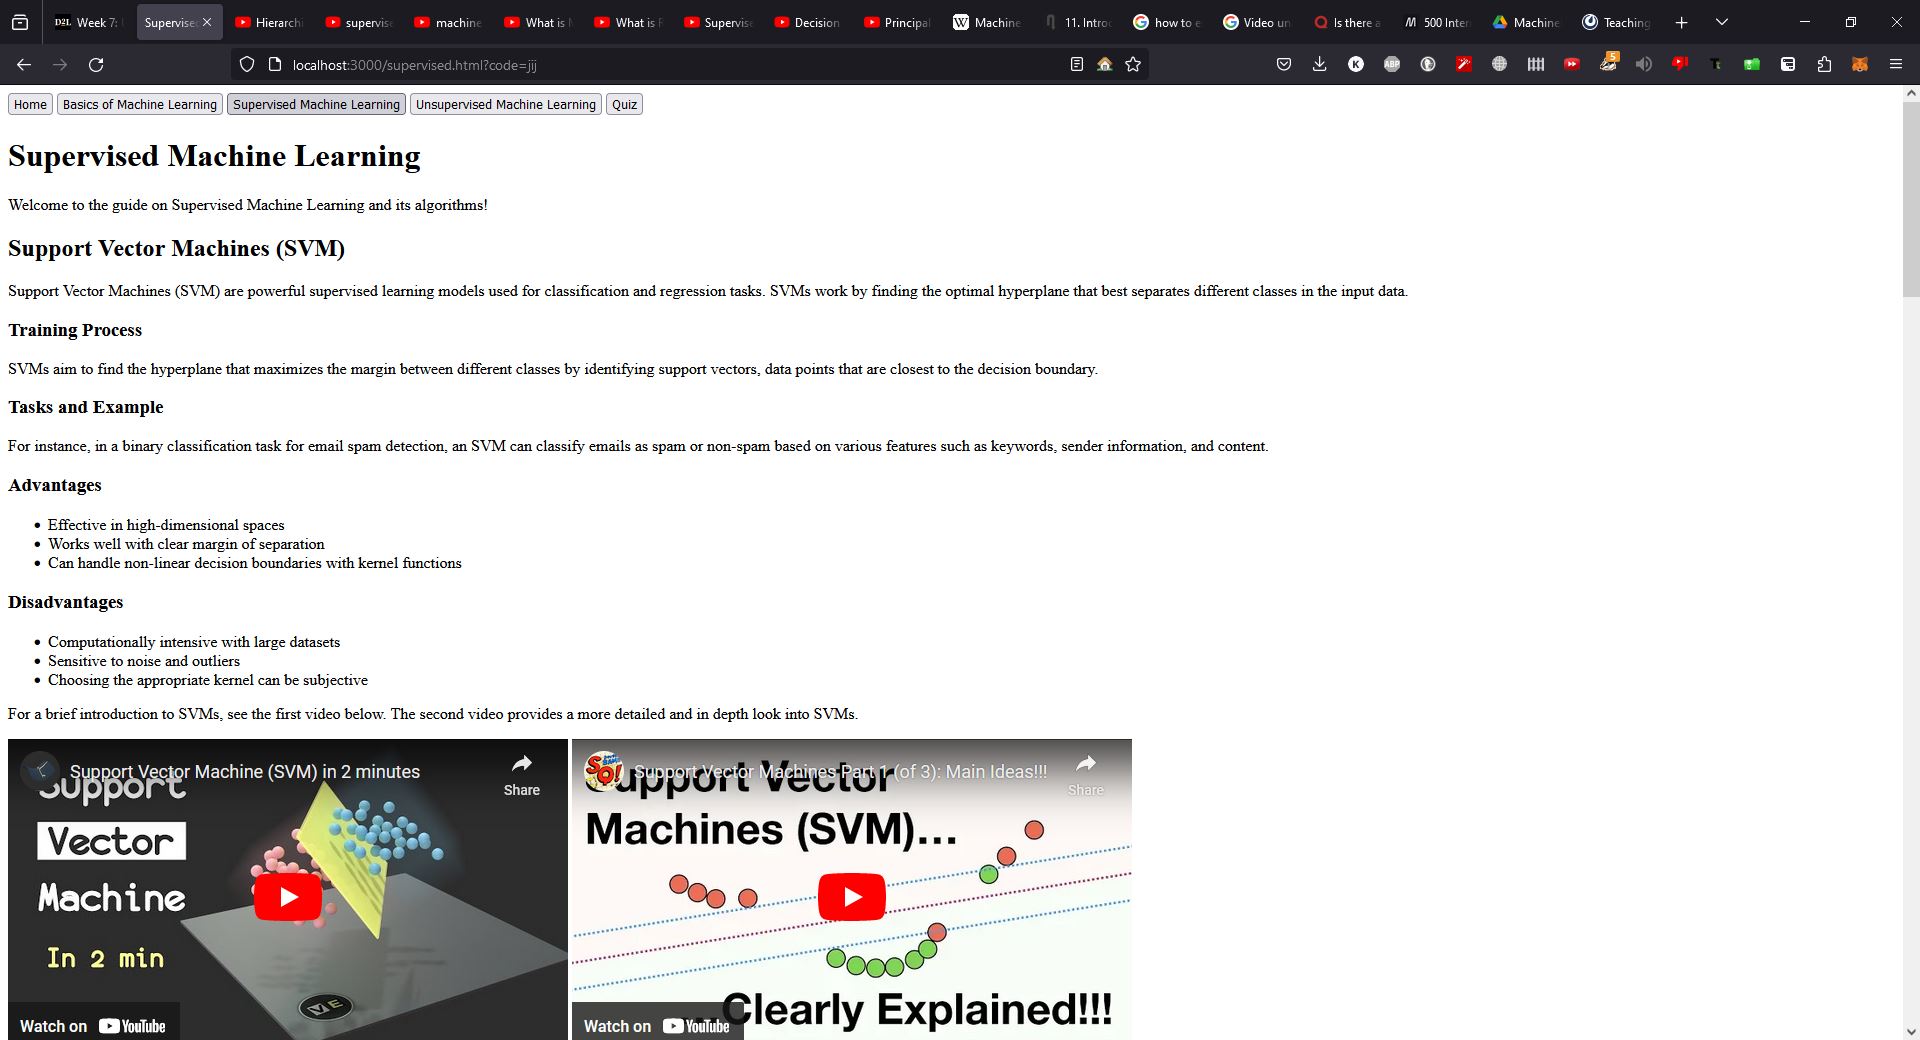 Week 7:
Supervise
Hierarchi
supervise
machine
What is
What is
Supervise
Decision
Principal
Machine
11. Introd
how to e
Video un
Is there a
500 Inter
Machine
Teaching
localhost:3000/supervised.html?code=jij
5
Home
Basics of Machine Learning
Supervised Machine Learning
Unsupervised Machine Learning
Quiz
Supervised Machine Learning
Welcome to the guide on Supervised Machine Learning and its algorithms!
Support Vector Machines (SVM)
Support Vector Machines (SVM) are powerful supervised learning models used for classification and regression tasks. SVMs work by finding the optimal hyperplane that best separates different classes in the input data.
Training Process
SVMs aim to find the hyperplane that maximizes the margin between different classes by identifying support vectors, data points that are closest to the decision boundary.
Tasks and Example
For instance, in a binary classification task for email spam detection, an SVM can classify emails as spam or non-spam based on various features such as keywords, sender information, and content.
Advantages
• Effective in high-dimensional spaces
• Works well with clear margin of separation
• Can handle non-linear decision boundaries with kernel functions
Disadvantages
• Computationally intensive with large datasets
• Sensitive to noise and outliers
• Choosing the appropriate kernel can be subjective
For a brief introduction to SVMs, see the first video below. The second video provides a more detailed and in depth look into SVMs.
Support Vector Machine (SVM) in 2 minutes
Share
Support
Vector
Machine
In 2 min
VE
Watch on YouTube
Support Vector Machines Part 1 (of 3): Main Ideas!!!
Share
Support Vector
Machines (SVM)...
Clearly Explained!!!
Watch on YouTube